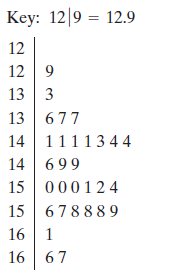 Key: 12|9 = 12.9
12 |
12 | 9
13 | 3
13 | 6 7 7
14 | 1 1 1 1 3 4 4
14 | 6 9 9
15 | 0 0 0 1 2 4
15 | 6 7 8 8 8 9
16 | 1
16 | 6 7